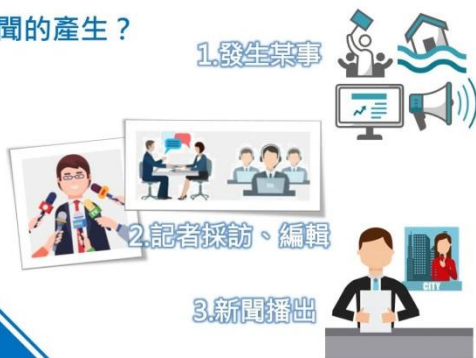 聞的產生？
1.發生某事
2.記者採訪、編輯
3.新聞播出
CITY